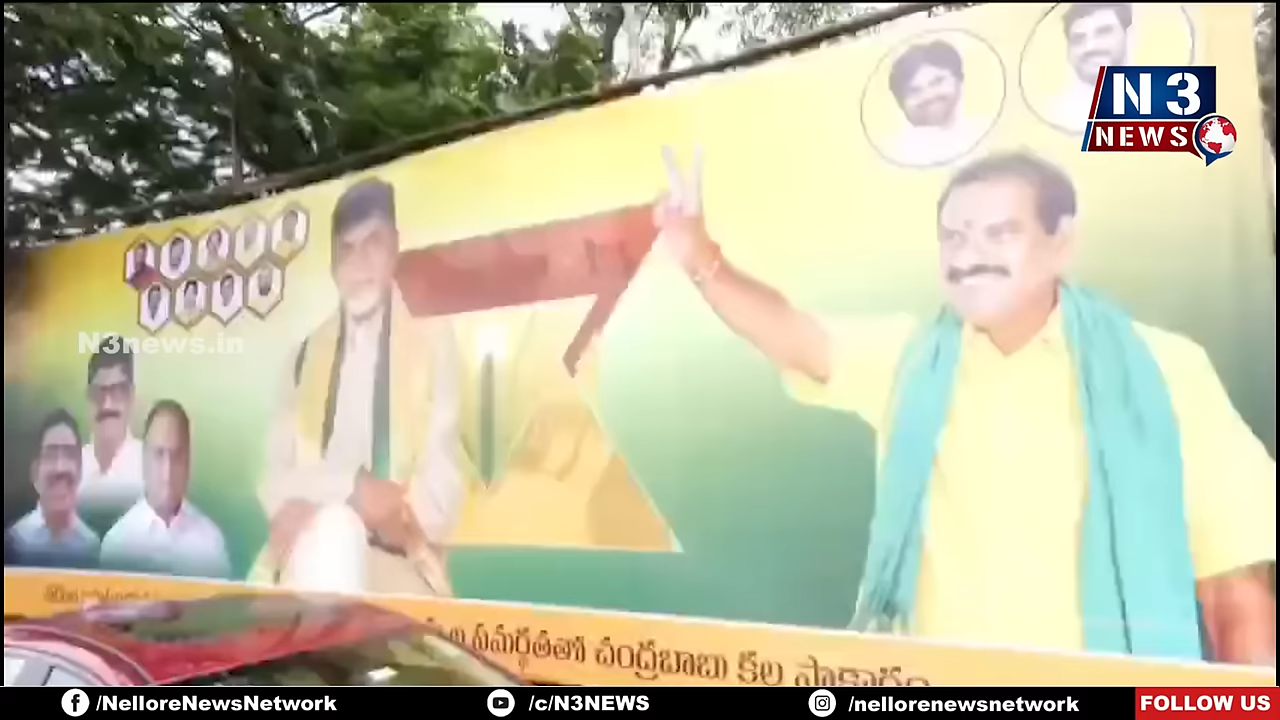 N3
NEWS
N3news.in
సమర్థతతో చంద్రబాబు కల సాకారం
/NelloreNewsNetwork
/c/N3NEWS
/nellorenewsnetwork
FOLLOW US